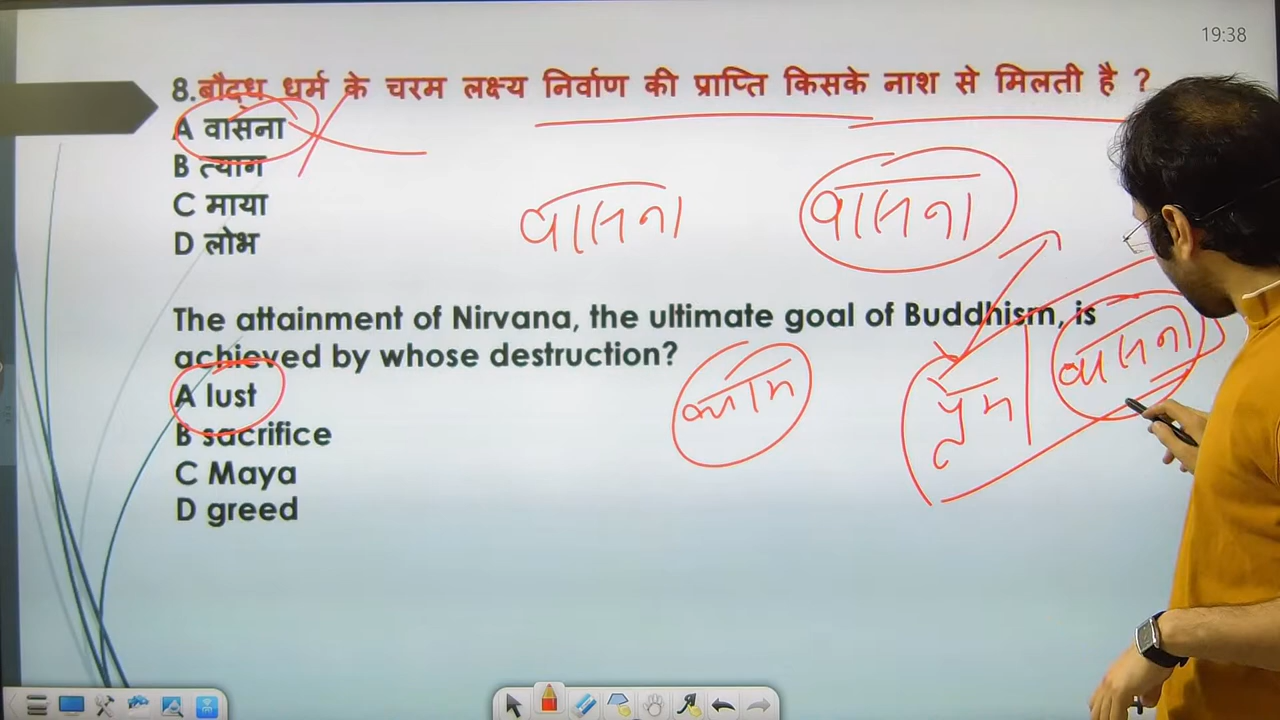 19:38
8.बौद्ध धर्म के चरम लक्ष्य निर्वाण की प्राप्ति किसके नाश से मिलती है ?
A वासना
B त्याग
C माया
D लोभ
वासना वासना
The attainment of Nirvana, the ultimate goal of Buddhism, is
achieved by whose destruction?
A lust
B sacrifice
C Maya
D greed
प्रेम वासना